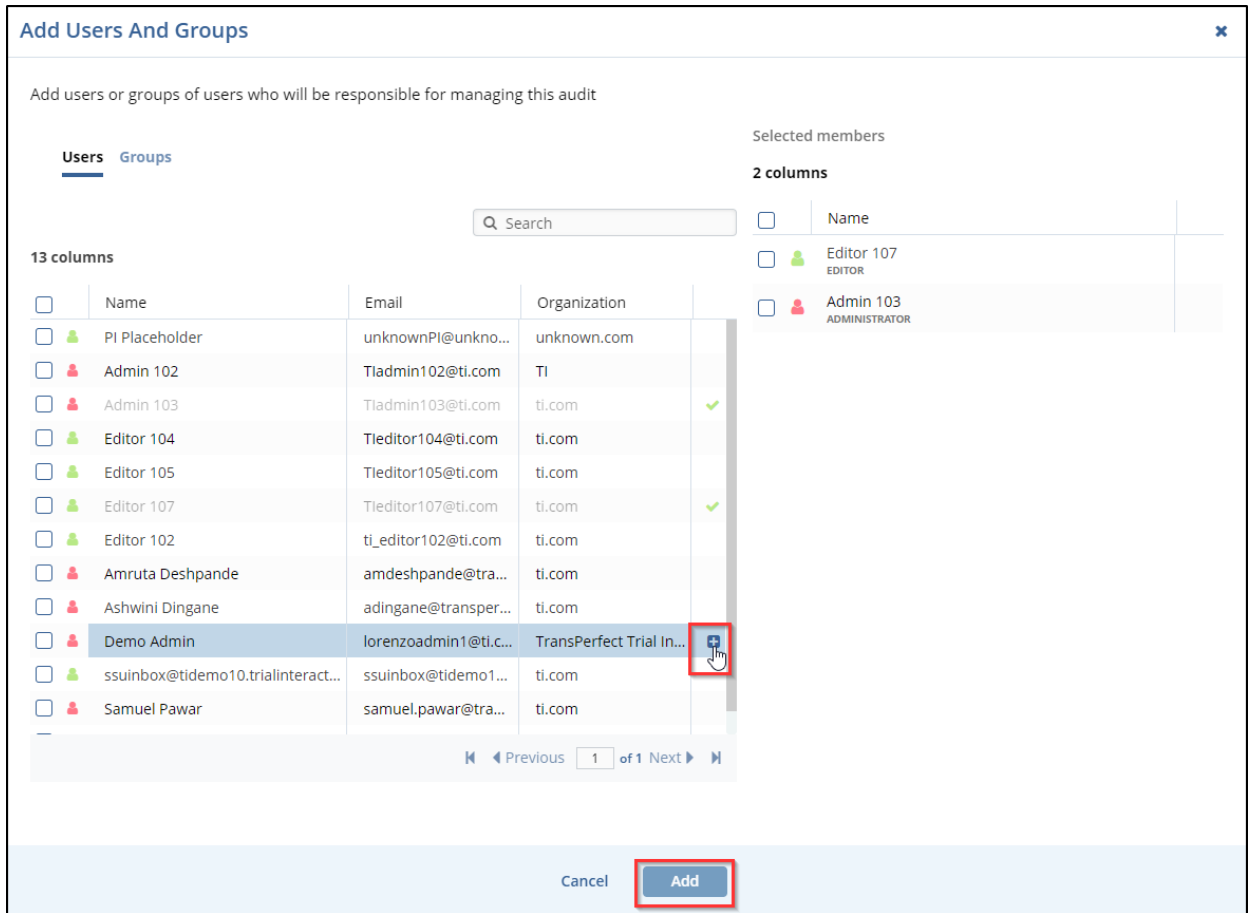 Add Users And Groups
Add users or groups of users who will be responsible for managing this audit
Users Groups
Search
13 columns
Name Email Organization
PI Placeholder unknownPI@unkno... unknown.com
Admin 102 TIadmin102@ti.com TI
Admin 103 TIadmin103@ti.com ti.com
Editor 104 TIeditor104@ti.com ti.com
Editor 105 TIeditor105@ti.com ti.com
Editor 107 TIeditor107@ti.com ti.com
Editor 102 ti_editor102@ti.com ti.com
Amruta Deshpande amdeshpande@tra... ti.com
Ashwini Dingane adingane@transper... ti.com
Demo Admin lorenzoadmin1@ti.c... TransPerfect Trial In...
ssuinbox@tidemo10.trialinteract... ssuinbox@tidemo1... ti.com
Samuel Pawar samuel.pawar@tra... ti.com
Previous 1 of 1 Next
Selected members
2 columns
Name
Editor 107
EDITOR
Admin 103
ADMINISTRATOR
Cancel Add